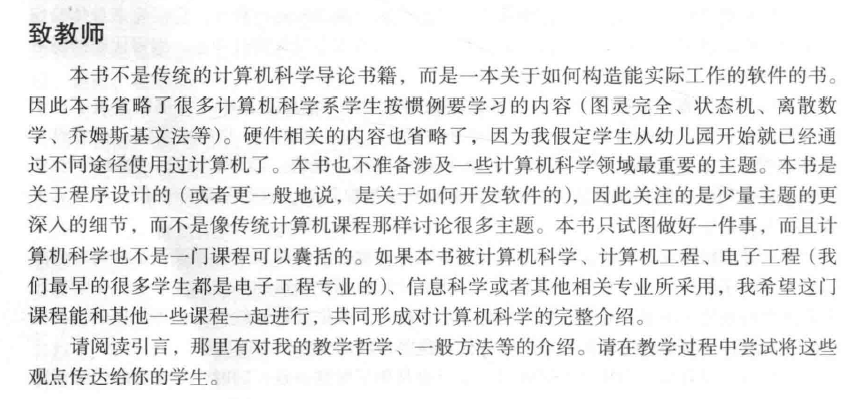 致教师
本书不是传统的计算机科学导论书籍，而是一本关于如何构造能实际工作的软件的书。
因此本书省略了很多计算机科学系学生按惯例要学习的内容（图灵完全、状态机、离散数
学、乔姆斯基文法等）。硬件相关的内容也省略了，因为我假定学生从幼儿园开始就已经通
过不同途径使用过计算机了。本书也不准备涉及一些计算机科学领域最重要的主题。本书是
关于程序设计的（或者更一般地说，是关于如何开发软件的），因此关注的是少量主题的更
深入的细节，而不是像传统计算机课程那样讨论很多主题。本书只试图做好一件事，而且计
算机科学也不是一门课程可以囊括的。如果本书被计算机科学、计算机工程、电子工程（我
们最早的很多学生都是电子工程专业的）、信息科学或者其他相关专业所采用，我希望这门
课程能和其他一些课程一起进行，共同形成对计算机科学的完整介绍。
请阅读引言，那里有对我的教学哲学、一般方法等的介绍。请在教学过程中尝试将这些
观点传达给你的学生。